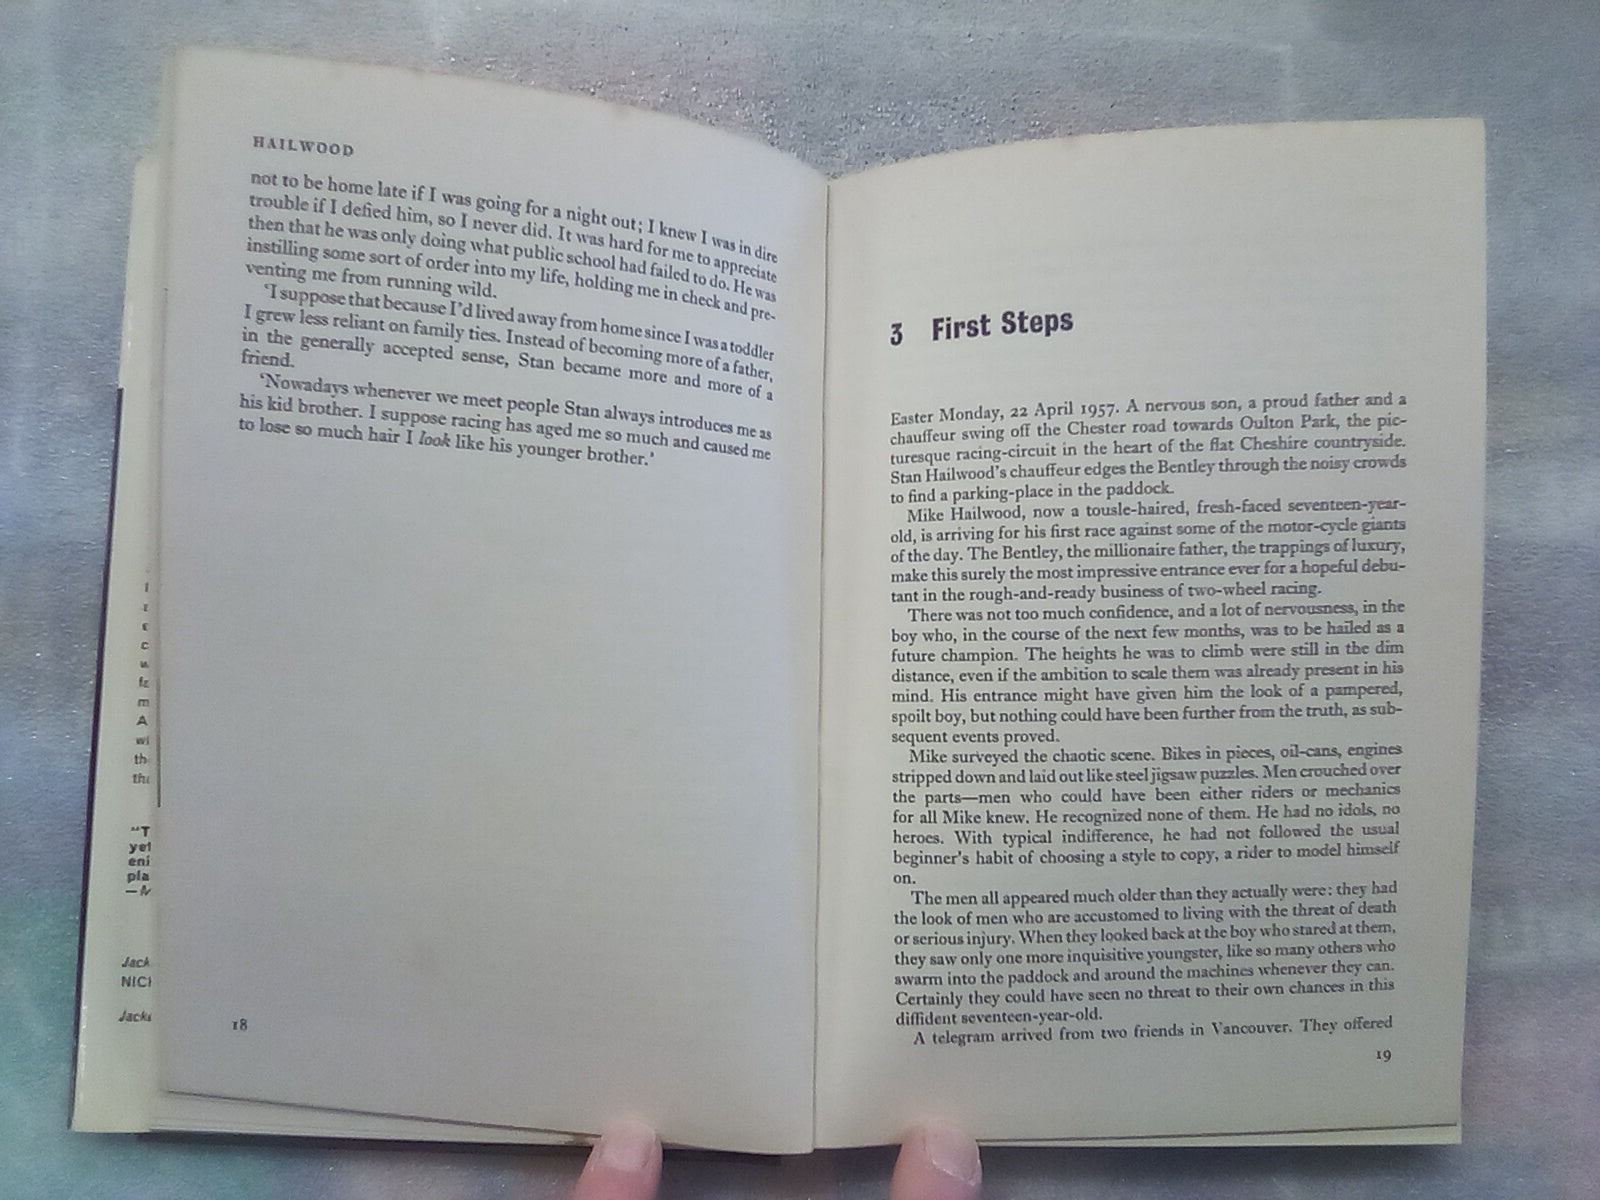 HAILWOOD
not to be home late if I was going for a night out; I knew I was in dire
trouble if I defied him, so I never did. It was hard for me to appreciate
then that he was only doing what public school had failed to do. He was
instilling some sort of order into my life, holding me in check and pre-
venting me from running wild.
‘I suppose that because I’d lived away from home since I was a toddler
I grew less reliant on family ties. Instead of becoming more of a father,
in the generally accepted sense, Stan became more and more of a
friend.
‘Nowadays whenever we meet people Stan always introduces me as
his kid brother. I suppose racing has aged me so much and caused me
to lose so much hair I look like his younger brother.’
18
3 First Steps
Easter Monday, 22 April 1957. A nervous son, a proud father and a
chauffeur swing off the Chester road towards Oulton Park, the pic-
turesque racing-circuit in the heart of the flat Cheshire countryside.
Stan Hailwood’s chauffeur edges the Bentley through the noisy crowds
to find a parking-place in the paddock.
Mike Hailwood, now a tousle-haired, fresh-faced seventeen-year-
old, is arriving for his first race against some of the motor-cycle giants
of the day. The Bentley, the millionaire father, the trappings of luxury,
make this surely the most impressive entrance ever for a hopeful debu-
tant in the rough-and-ready business of two-wheel racing.
There was not too much confidence, and a lot of nervousness, in the
boy who, in the course of the next few months, was to be hailed as a
future champion. The heights he was to climb were still in the dim
distance, even if the ambition to scale them was already present in his
mind. His entrance might have given him the look of a pampered,
spoilt boy, but nothing could have been further from the truth, as sub-
sequent events proved.
Mike surveyed the chaotic scene. Bikes in pieces, oil-cans, engines
stripped down and laid out like steel jigsaw puzzles. Men crouched over
the parts—men who could have been either riders or mechanics
for all Mike knew. He recognized none of them. He had no idols, no
heroes. With typical indifference, he had not followed the usual
beginner’s habit of choosing a style to copy, a rider to model himself
on.
The men all appeared much older than they actually were: they had
the look of men who are accustomed to living with the threat of death
or serious injury. When they looked back at the boy who stared at them,
they saw only one more inquisitive youngster, like so many others who
swarm into the paddock and around the machines whenever they can.
Certainly they could have seen no threat to their own chances in this
diffident seventeen-year-old.
A telegram arrived from two friends in Vancouver. They offered
19